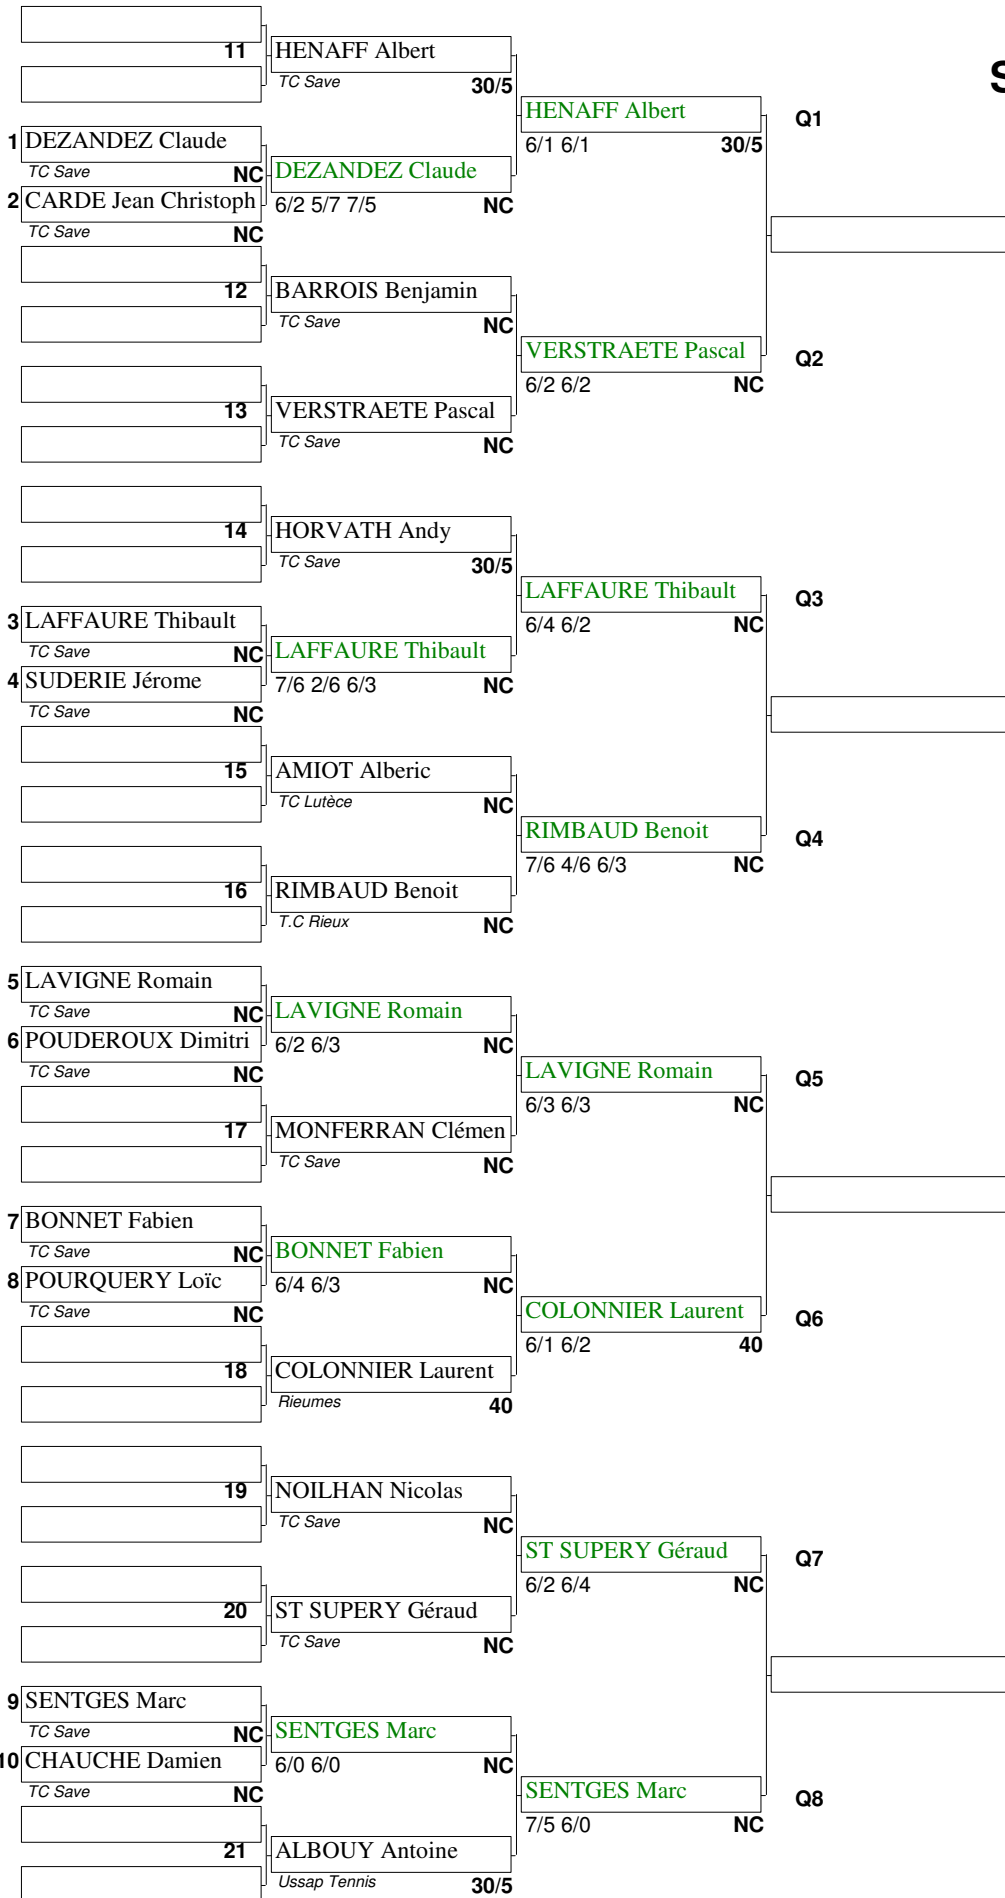 11 HENAFF Albert
TC Save 30/5
S
HENAFF Albert Q1
6/1 6/1 30/5
1 DEZANDEZ Claude
TC Save NC
DEZANDEZ Claude
2 CARDE Jean Christoph
6/2 5/7 7/5 NC
TC Save NC
12 BARROIS Benjamin
TC Save NC
VERSTRAETE Pascal Q2
6/2 6/2 NC
13 VERSTRAETE Pascal
TC Save NC
14 HORVATH Andy
TC Save 30/5
LAFFAURE Thibault Q3
6/4 6/2 NC
3 LAFFAURE Thibault
TC Save NC
LAFFAURE Thibault
4 SUDERIE Jérome
7/6 2/6 6/3 NC
TC Save NC
15 AMIOT Alberic
TC Lutèce NC
RIMBAUD Benoit Q4
7/6 4/6 6/3 NC
16 RIMBAUD Benoit
T.C Rieux NC
5 LAVIGNE Romain
TC Save NC
LAVIGNE Romain
6 POUDEROUX Dimitri
6/2 6/3 NC
TC Save NC
LAVIGNE Romain Q5
6/3 6/3 NC
17 MONFERRAN Clémen
TC Save NC
7 BONNET Fabien
TC Save NC
BONNET Fabien
8 POURQUERY Loïc
6/4 6/3 NC
TC Save NC
COLONNIER Laurent Q6
6/1 6/2 40
18 COLONNIER Laurent
Rieumes 40
19 NOILHAN Nicolas
TC Save NC
ST SUPERY Géraud Q7
6/2 6/4 NC
20 ST SUPERY Géraud
TC Save NC
9 SENTGES Marc
TC Save NC
SENTGES Marc
10 CHAUCHE Damien
6/0 6/0 NC
TC Save NC
SENTGES Marc Q8
7/5 6/0 NC
21 ALBOUY Antoine
Ussap Tennis 30/5